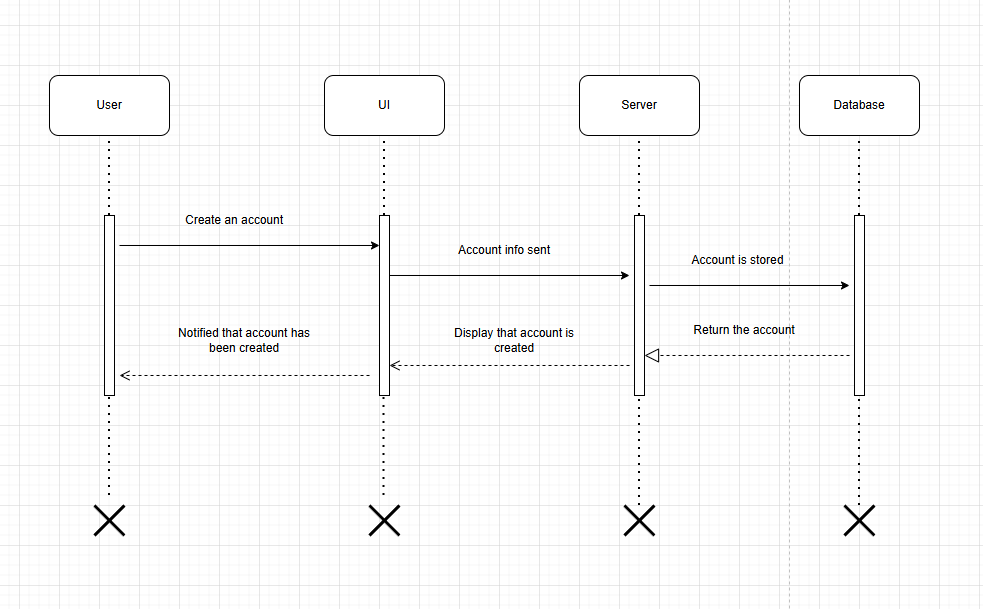 User
UI
Server
Database
Create an account
Account info sent
Account is stored
Notified that account has
been created
Display that account is
created
Return the account